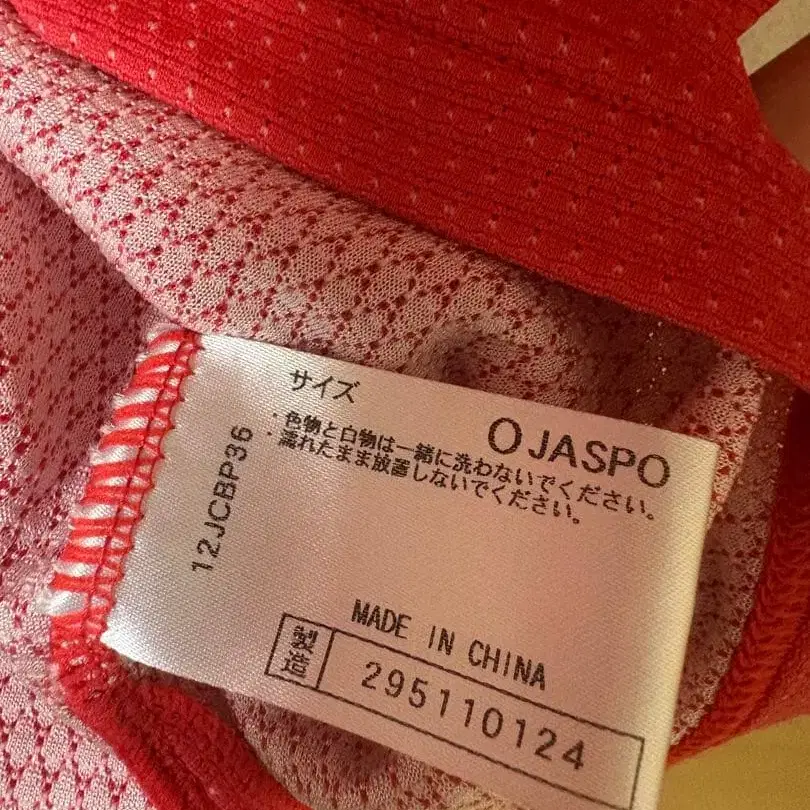 サイズ
O JASPO
・色物と白物は一緒に洗わないでください。
・濡れたまま放置しないでください。
12JCBP36
MADE IN CHINA
製造
295110124